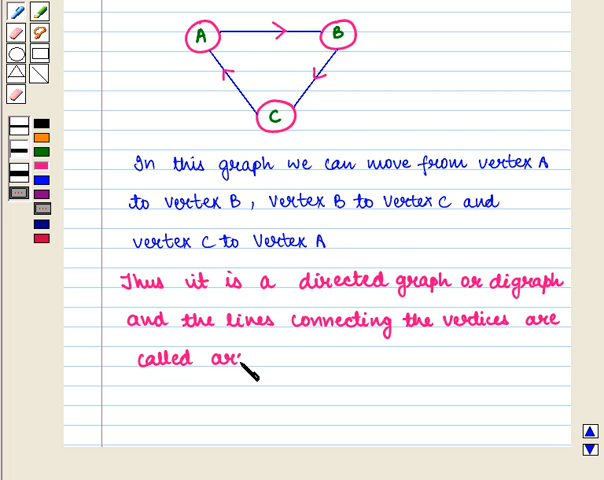 A
B
C
In this graph we can move from vertex A
to vertex B, vertex B to vertex C and
vertex C to vertex A
Thus it is a directed graph or digraph
and the lines connecting the vertices are
called ar